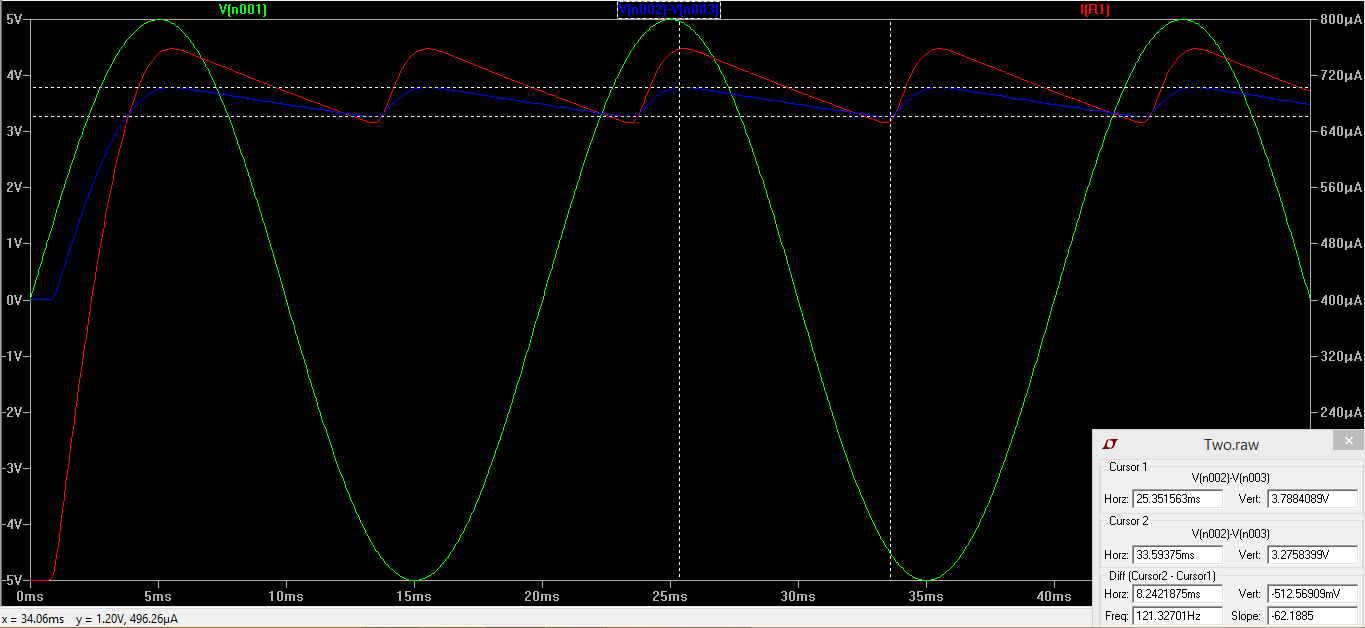 V(n001) V(n002)-V(n003) I(R1)
5V 800µA
4V 720µA
3V 640µA
2V 560µA
1V 480µA
0V 400µA
-1V 320µA
-2V 240µA
-3V
-4V
-5V
0ms 5ms 10ms 15ms 20ms 25ms 30ms 35ms 40ms
Two.raw
Cursor 1
V(n002)-V(n003)
Horz: 25.351563ms Vert: 3.7884089V
Cursor 2
V(n002)-V(n003)
Horz: 33.59375ms Vert: 3.2758399V
Diff (Cursor2 - Cursor1)
Horz: 8.2421875ms Vert: -512.56909mV
Freq: 121.32701Hz Slope: -62.1885
x = 34.06ms y = 1.20V, 496.26µA